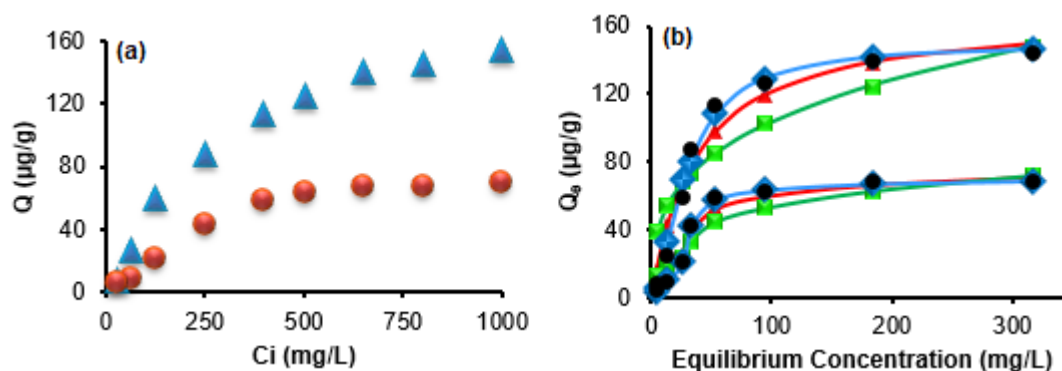 (a)
160
120
80
40
0
Q (µg/g)
0 250 500 750 1000
Ci (mg/L)
(b)
160
120
80
40
0
Qₑ (µg/g)
0 100 200 300
Equilibrium Concentration (mg/L)